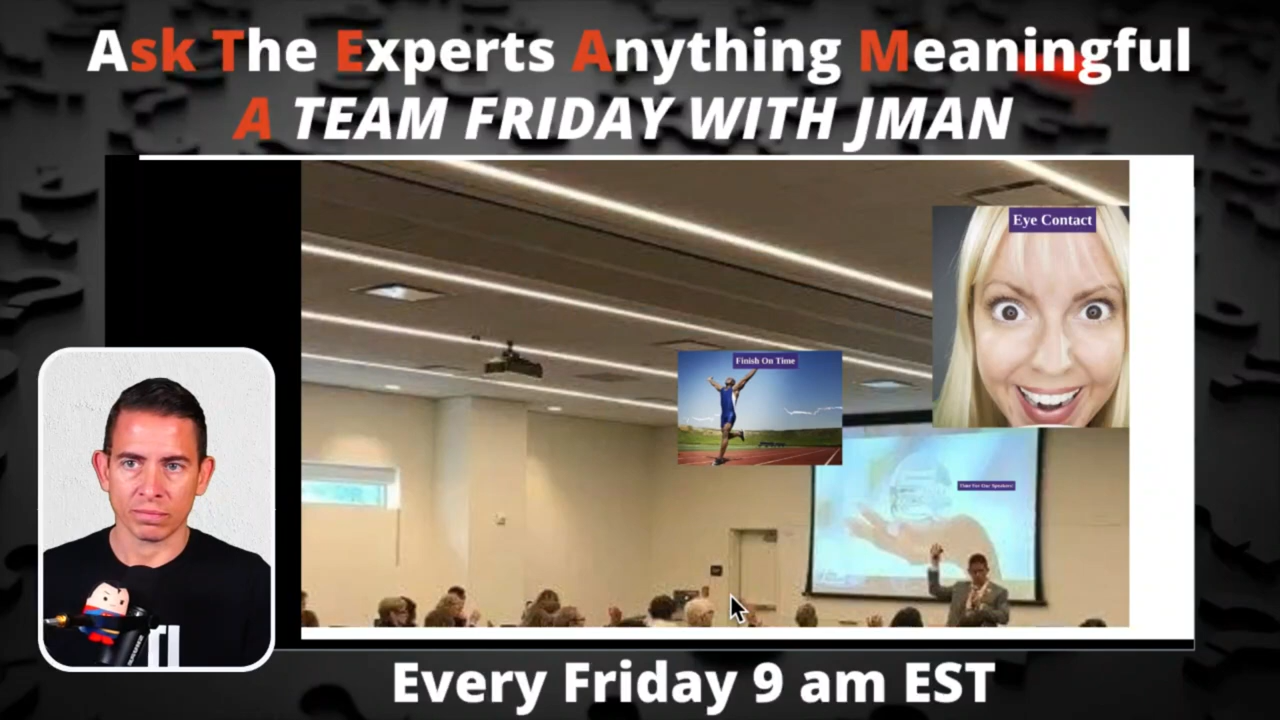 Ask The Experts Anything Meaningful
A TEAM FRIDAY WITH JMAN
Eye Contact
Finish On Time
Time For Our Speakers!
Every Friday 9 am EST